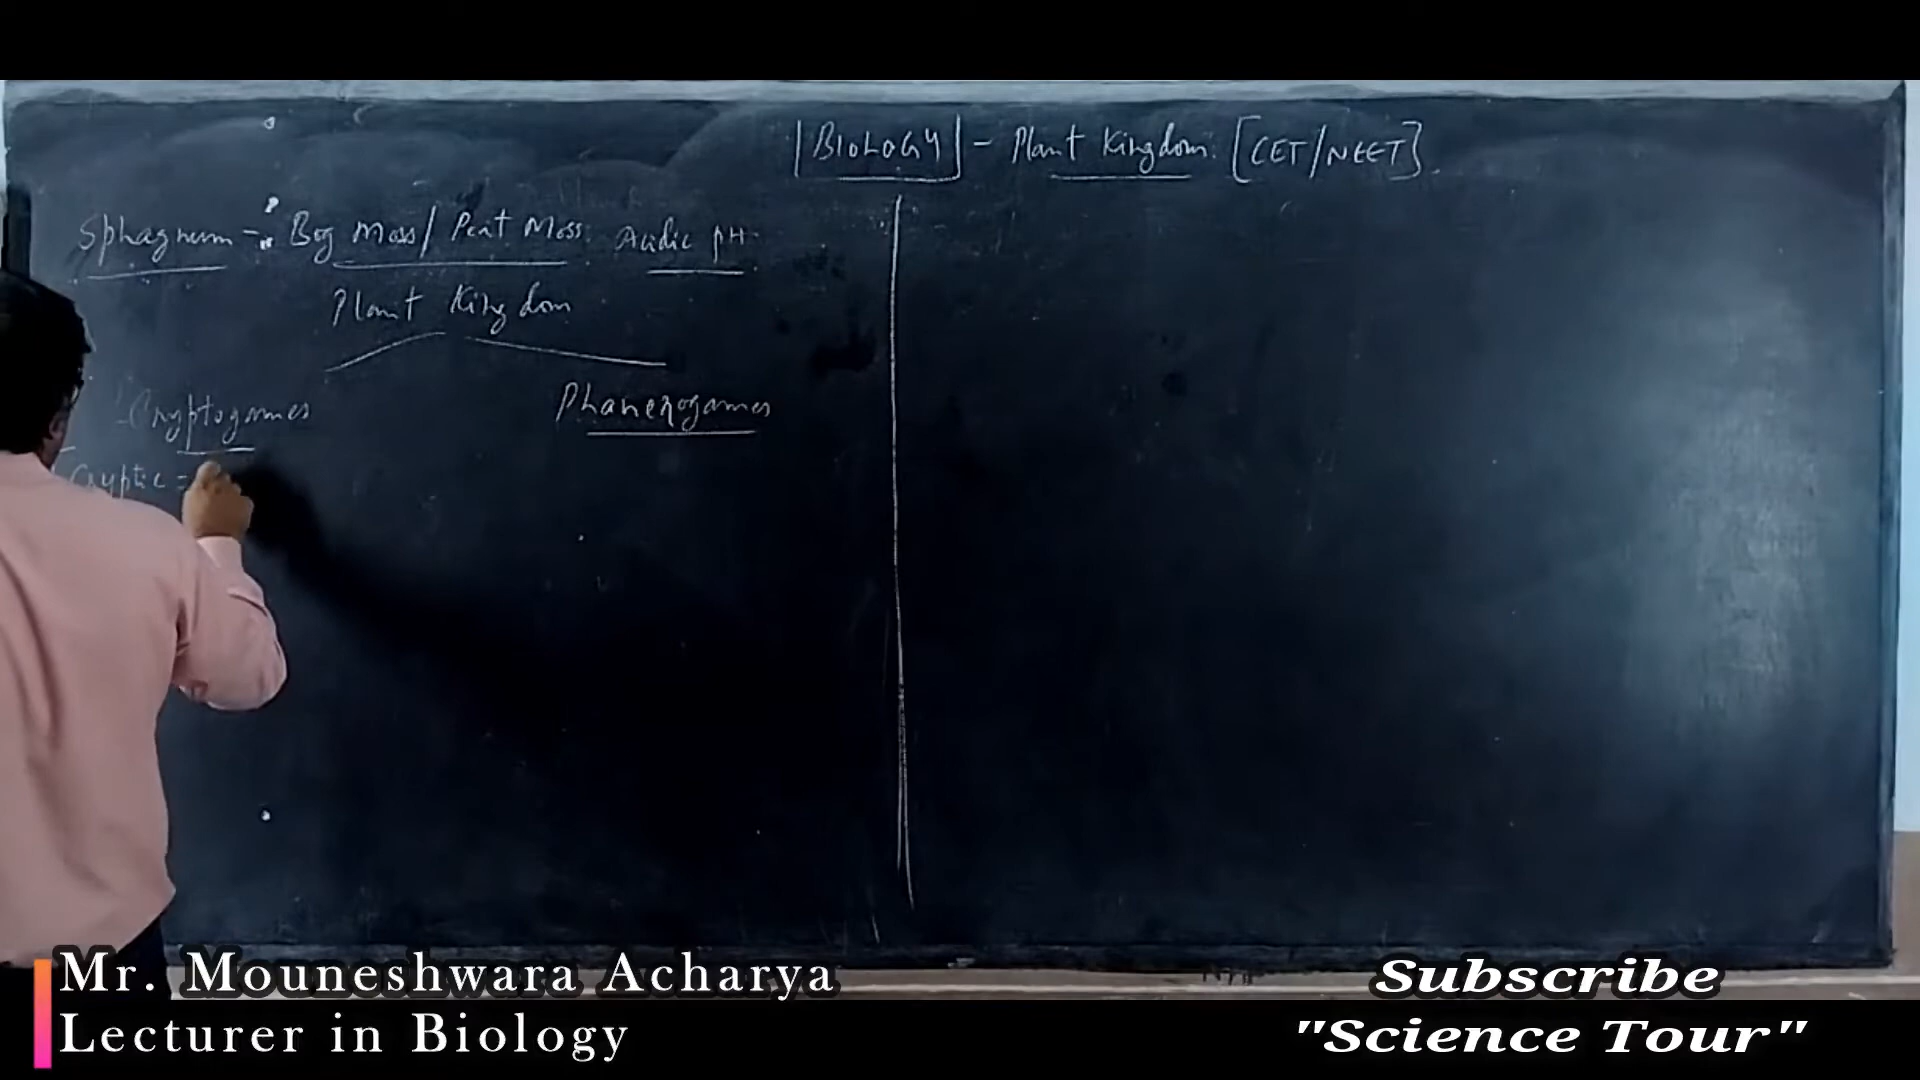 |BIOLOGY| - Plant Kingdom. [CET/NEET].
Sphagnum - Bog Moss/ Peat Moss. Acidic pH.
Plant Kingdom
Cryptogames
Phanerogames
Cryptic =
Mr. Mouneshwara Acharya
Lecturer in Biology
Subscribe
"Science Tour"